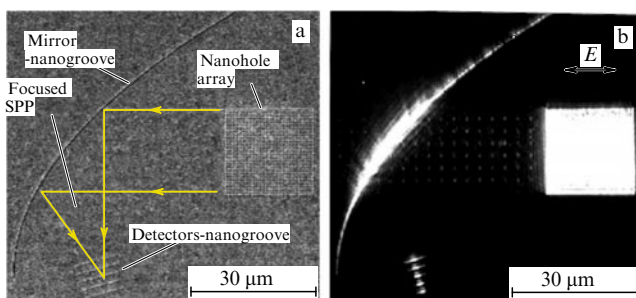 a
Mirror
-nanogroove
Nanohole
array
Focused
SPP
Detectors-nanogroove
30 μm
b
E
30 μm